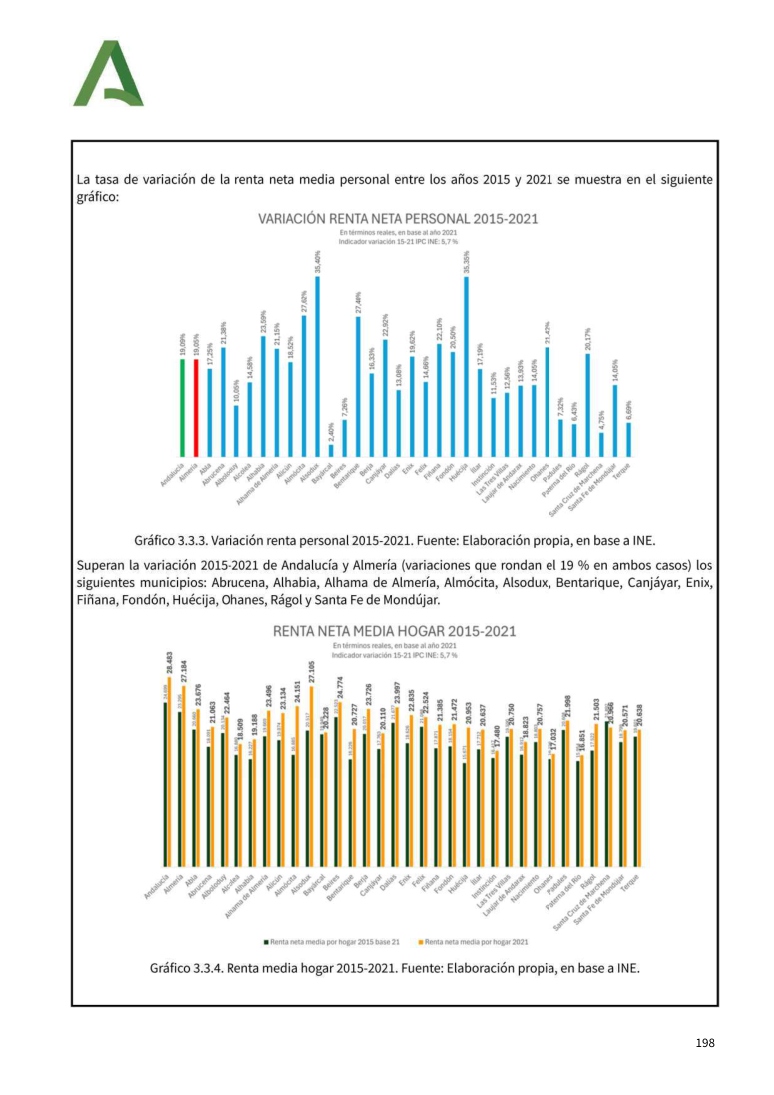 La tasa de variación de la renta neta media personal entre los años 2015 y 2021 se muestra en el siguiente
gráfico:
VARIACIÓN RENTA NETA PERSONAL 2015-2021
En términos reales, en base al año 2021
Indicador variación 15-21 IPC INE: 5,7 %
19,09% 19,05% 17,25% 21,38% 10,05% 14,58% 23,59% 21,15% 18,52% 27,62% 35,40% 2,40% 7,26% 27,48% 16,33% 22,92% 13,08% 19,62% 14,66% 22,10% 20,50% 35,35% 17,19% 11,53% 12,56% 13,93% 14,05% 21,47% 7,32% 6,43% 20,17% 4,75% 14,05% 6,69%
Andalucía Almería Abla Abrucena Alboloduy Alcolea Alhabia Alhama de Almería Alicún Almócita Alsodux Bayárcal Beires Bentarique Berja Canjáyar Dalías Enix Felix Fiñana Fondón Huécija Íllar Instinción Las Tres Villas Laujar de Andarax Nacimiento Ohanes Padules Paterna del Río Rágol Santa Cruz de Marchena Santa Fe de Mondújar Terque
Gráfico 3.3.3. Variación renta personal 2015-2021. Fuente: Elaboración propia, en base a INE.
Superan la variación 2015-2021 de Andalucía y Almería (variaciones que rondan el 19 % en ambos casos) los
siguientes municipios: Abrucena, Alhabia, Alhama de Almería, Almócita, Alsodux, Bentarique, Canjáyar, Enix,
Fiñana, Fondón, Huécija, Ohanes, Rágol y Santa Fe de Mondújar.
RENTA NETA MEDIA HOGAR 2015-2021
En términos reales, en base al año 2021
Indicador variación 15-21 IPC INE: 5,7 %
28.483 27.184 23.676 21.063 22.464 18.509 19.188 23.496 23.134 24.151 27.105 20.228 24.774 20.727 23.726 20.110 23.997 22.835 22.524 21.385 21.472 20.953 20.637 17.480 20.750 18.823 20.757 17.032 21.998 16.851 21.503 20.966 20.571 20.638
Andalucía Almería Abla Abrucena Alboloduy Alcolea Alhabia Alhama de Almería Alicún Almócita Alsodux Bayárcal Beires Bentarique Berja Canjáyar Dalías Enix Felix Fiñana Fondón Huécija Íllar Instinción Las Tres Villas Laujar de Andarax Nacimiento Ohanes Padules Paterna del Río Rágol Santa Cruz de Marchena Santa Fe de Mondújar Terque
Renta neta media por hogar 2015 base 21 Renta neta media por hogar 2021
Gráfico 3.3.4. Renta media hogar 2015-2021. Fuente: Elaboración propia, en base a INE.
198